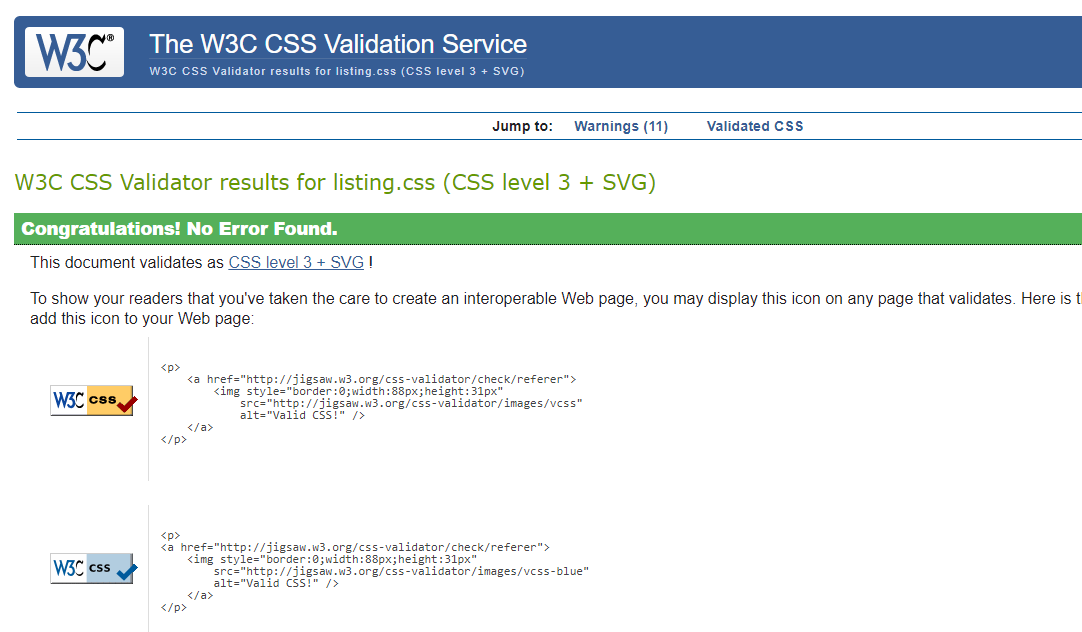 W3C® The W3C CSS Validation Service
W3C CSS Validator results for listing.css (CSS level 3 + SVG)
Jump to: Warnings (11) Validated CSS
W3C CSS Validator results for listing.css (CSS level 3 + SVG)
Congratulations! No Error Found.
This document validates as CSS level 3 + SVG !
To show your readers that you've taken the care to create an interoperable Web page, you may display this icon on any page that validates. Here is
add this icon to your Web page:
<p>
<a href="http://jigsaw.w3.org/css-validator/check/referer">
<img style="border:0;width:88px;height:31px"
W3C css
src="http://jigsaw.w3.org/css-validator/images/vcss"
alt="Valid CSS!" />
</a>
</p>
<p>
<a href="http://jigsaw.w3.org/css-validator/check/referer">
<img style="border:0;width:88px;height:31px"
W3C css
src="http://jigsaw.w3.org/css-validator/images/vcss-blue"
alt="Valid CSS!" />
</a>
</p>